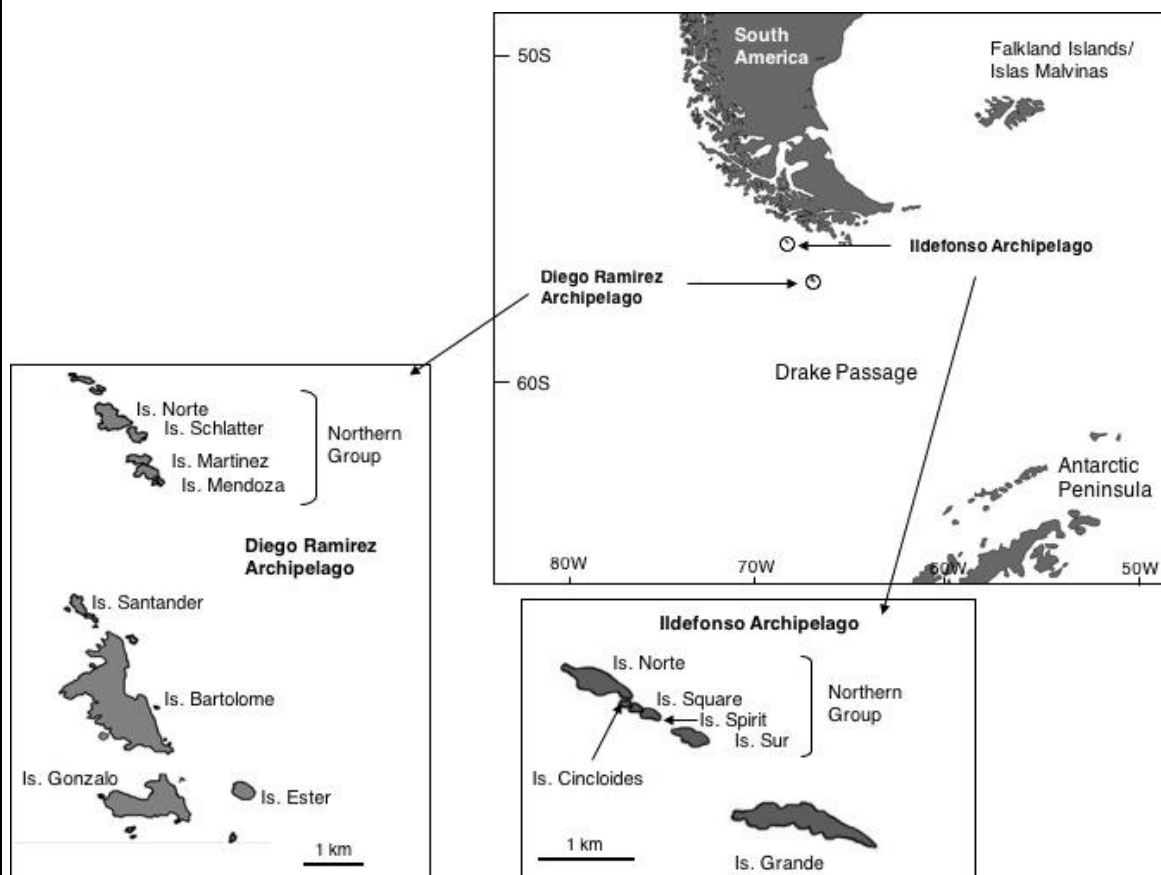 South
America
Falkland Islands/
Islas Malvinas
50S
Ildefonso Archipelago
Diego Ramirez
Archipelago
Drake Passage
60S
Antarctic
Peninsula
80W
70W
60W
50W
Is. Norte
Is. Schlatter
Is. Martinez
Is. Mendoza
Northern
Group
Diego Ramirez
Archipelago
Is. Santander
Is. Bartolome
Is. Gonzalo
Is. Ester
1 km
Ildefonso Archipelago
Is. Norte
Is. Square
Is. Spirit
Is. Sur
Northern
Group
Is. Cincloides
1 km
Is. Grande